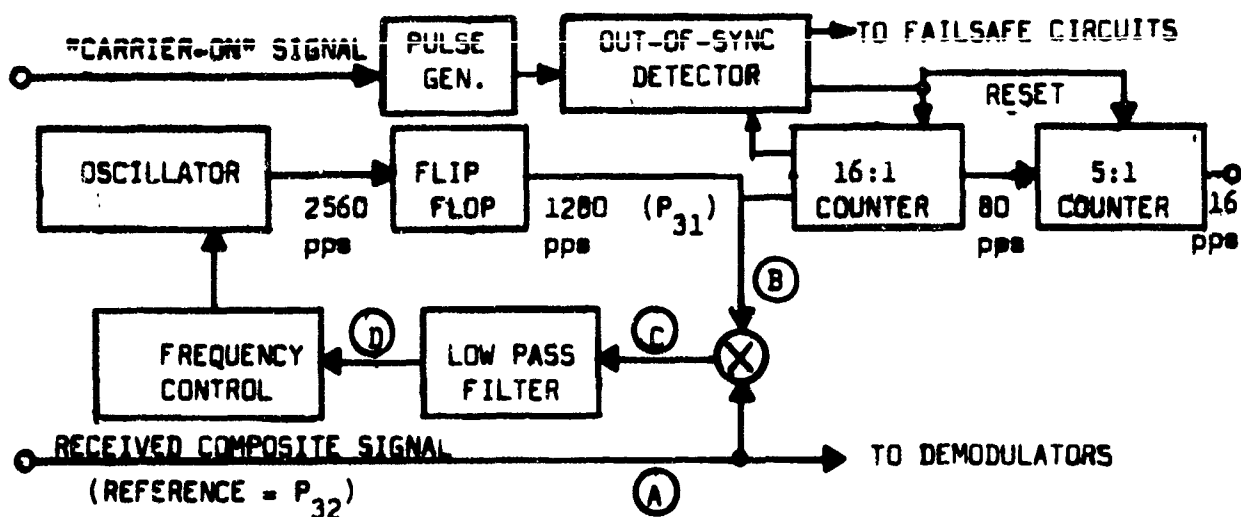 "CARRIER-ON" SIGNAL
PULSE
GEN.
OUT-OF-SYNC
DETECTOR
TO FAILSAFE CIRCUITS
RESET
OSCILLATOR
2560
pps
FLIP
FLOP
1280 (P31)
pps
16:1
COUNTER
80
pps
5:1
COUNTER
16
pps
B
FREQUENCY
CONTROL
D
LOW PASS
FILTER
C
X
RECEIVED COMPOSITE SIGNAL
(REFERENCE = P32)
A
TO DEMODULATORS